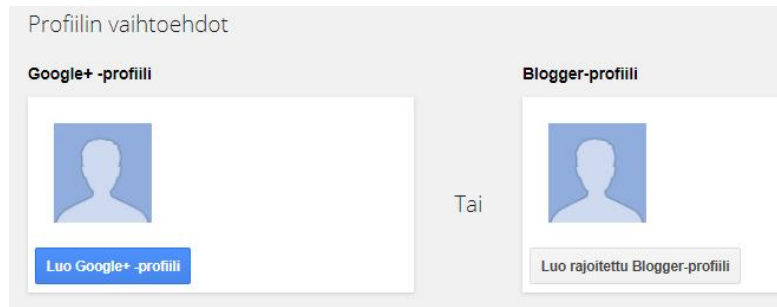 Profiilin vaihtoehdot
Google+ -profiili
Blogger-profiili
Tai
Luo Google+ -profiili
Luo rajoitettu Blogger-profiili